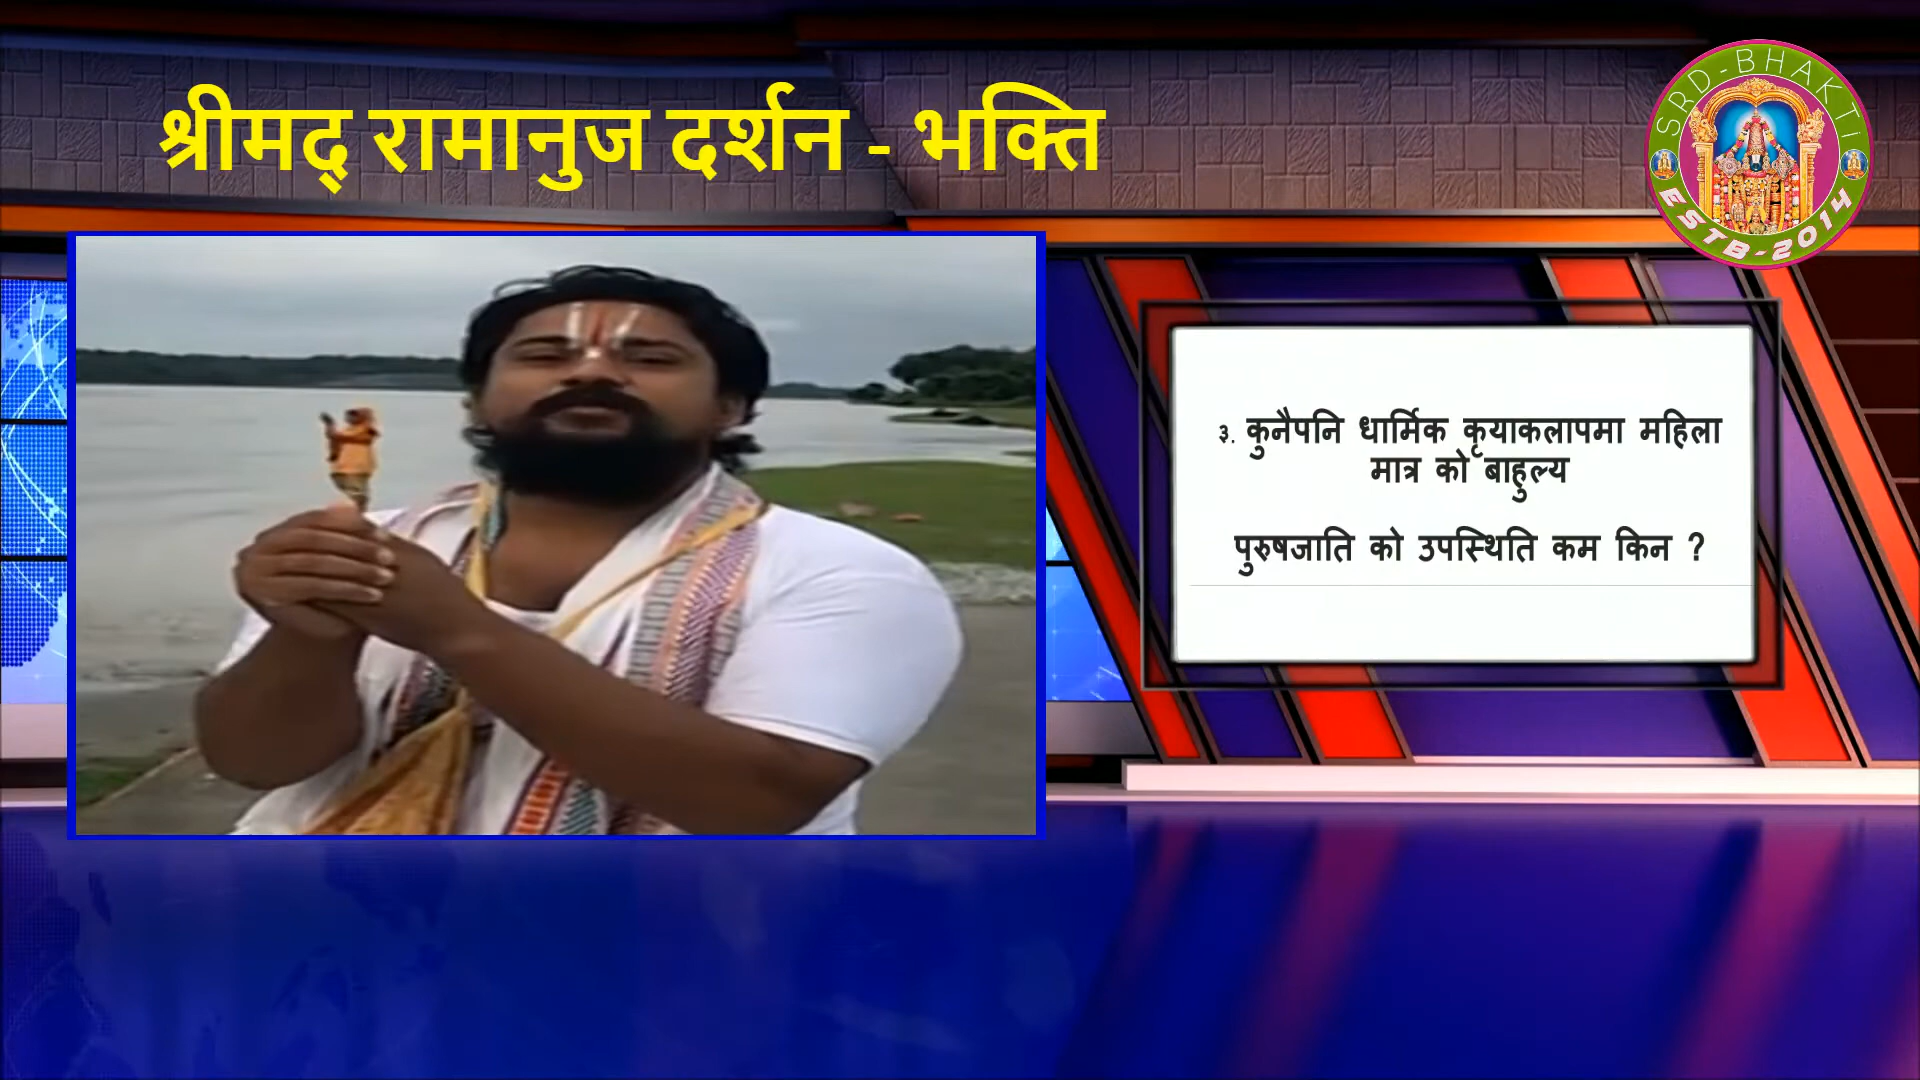 श्रीमद् रामानुज दर्शन - भक्ति
SRD-BHAKTI
ESTB-2014
३. कुनैपनि धार्मिक कृयाकलापमा महिला
मात्र को बाहुल्य
पुरुषजाति को उपस्थिति कम किन ?